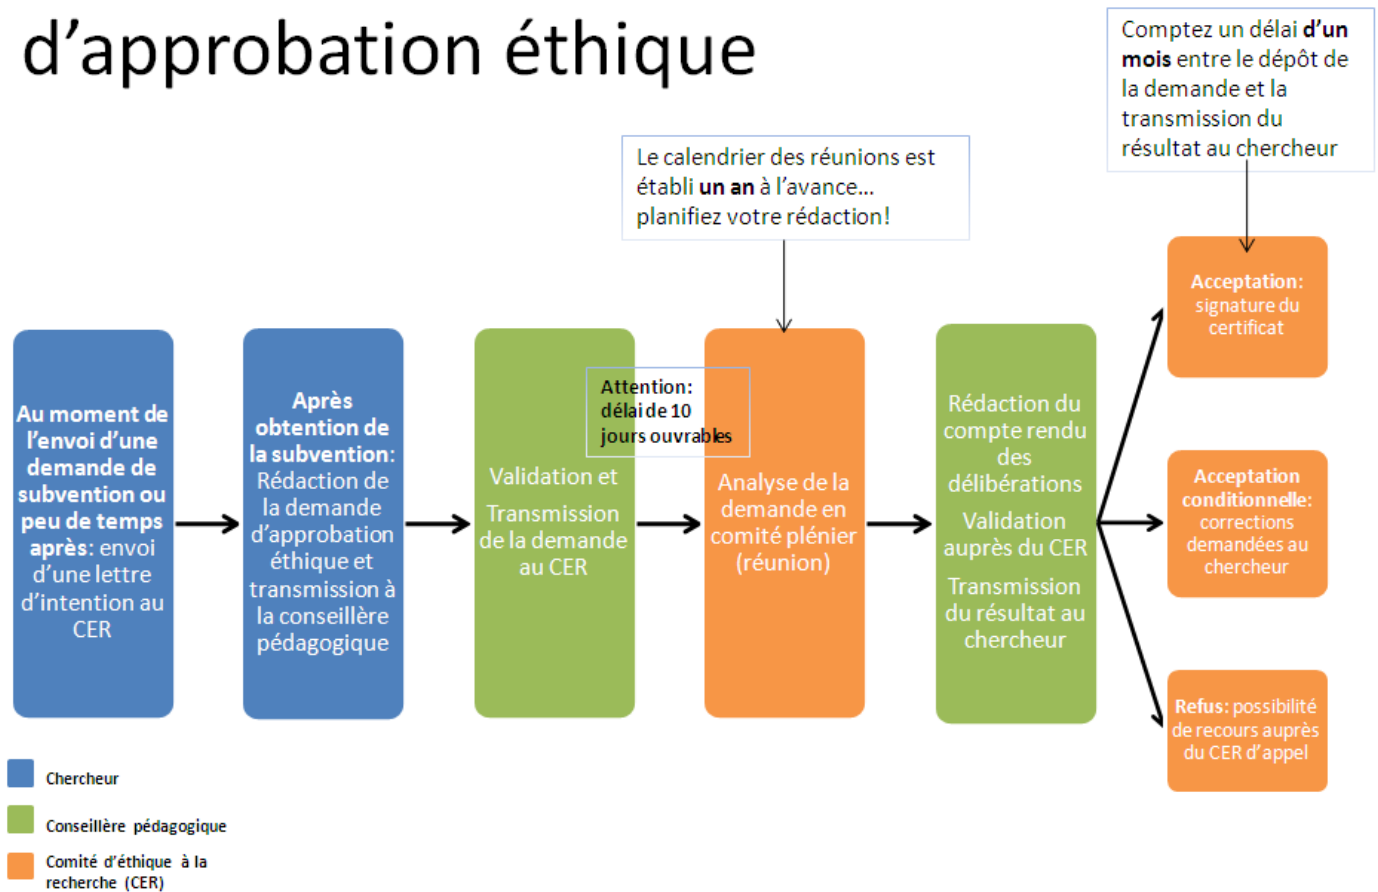 d’approbation éthique
Comptez un délai d’un
mois entre le dépôt de
la demande et la
transmission du
résultat au chercheur
Le calendrier des réunions est
établi un an à l’avance...
planifiez votre rédaction!
Au moment de
l’envoi d’une
demande de
subvention ou
peu de temps
après: envoi
d’une lettre
d’intention au
CER
Après
obtention de
la subvention:
Rédaction de
la demande
d’approbation
éthique et
transmission à
la conseillère
pédagogique
Validation et
Transmission
de la demande
au CER
Attention:
délai de 10
jours ouvrables
Analyse de la
demande en
comité plénier
(réunion)
Rédaction du
compte rendu
des
délibérations
Validation
auprès du CER
Transmission
du résultat au
chercheur
Acceptation:
signature du
certificat
Acceptation
conditionnelle:
corrections
demandées au
chercheur
Refus: possibilité
de recours auprès
du CER d’appel
Chercheur
Conseillère pédagogique
Comité d’éthique à la
recherche (CER)